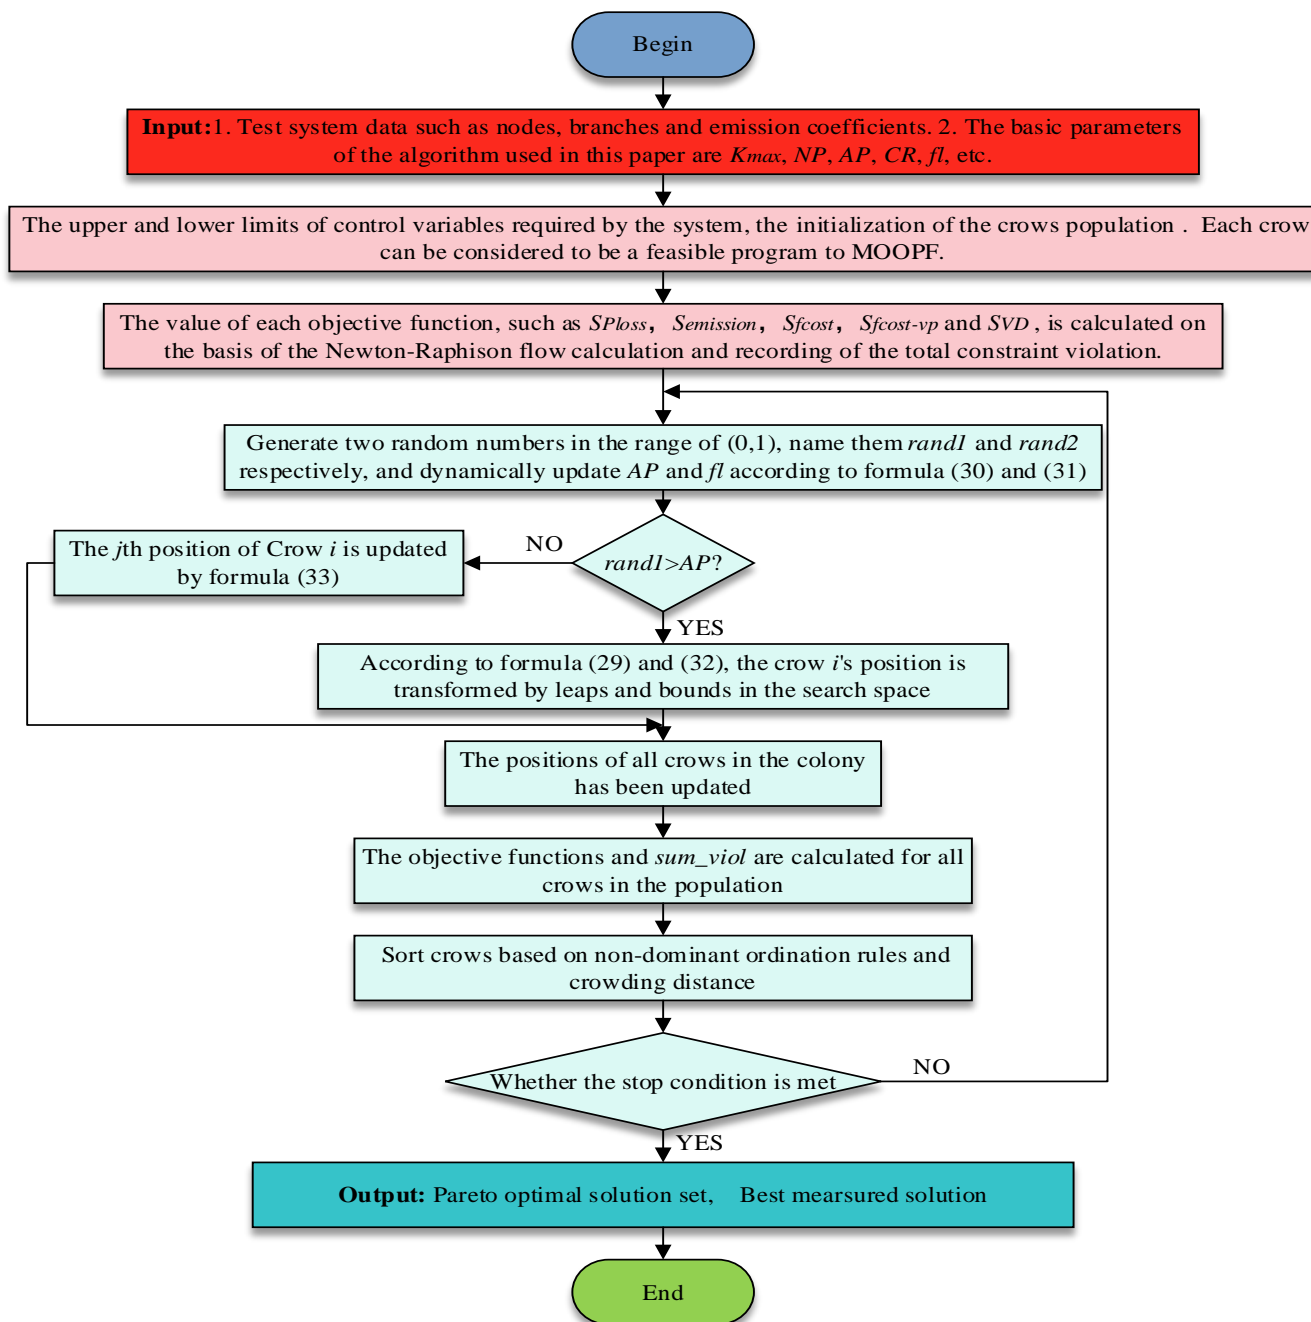 Begin
Input:1. Test system data such as nodes, branches and emission coefficients. 2. The basic parameters
of the algorithm used in this paper are Kmax, NP, AP, CR, fl, etc.
The upper and lower limits of control variables required by the system, the initialization of the crows population . Each crow
can be considered to be a feasible program to MOOPF.
The value of each objective function, such as SPloss, Semission, Sfcost, Sfcost-vp and SVD , is calculated on
the basis of the Newton-Raphison flow calculation and recording of the total constraint violation.
Generate two random numbers in the range of (0,1), name them rand1 and rand2
respectively, and dynamically update AP and fl according to formula (30) and (31)
The jth position of Crow i is updated
by formula (33)
NO
rand1>AP?
YES
According to formula (29) and (32), the crow i's position is
transformed by leaps and bounds in the search space
The positions of all crows in the colony
has been updated
The objective functions and sum_viol are calculated for all
crows in the population
Sort crows based on non-dominant ordination rules and
crowding distance
Whether the stop condition is met
NO
YES
Output: Pareto optimal solution set, Best mearsured solution
End